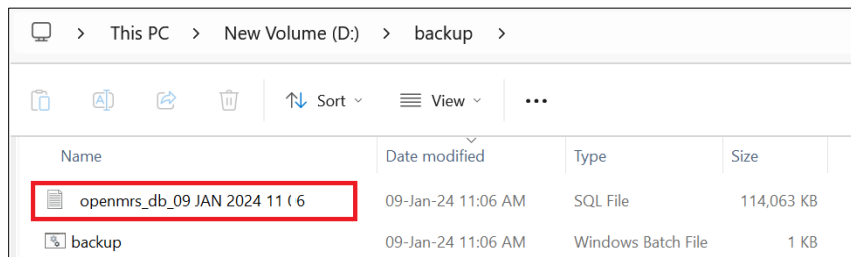 > This PC > New Volume (D:) > backup >
Sort View ...
Name Date modified Type Size
openmrs_db_09 JAN 2024 11 6 09-Jan-24 11:06 AM SQL File 114,063 KB
backup 09-Jan-24 11:06 AM Windows Batch File 1 KB